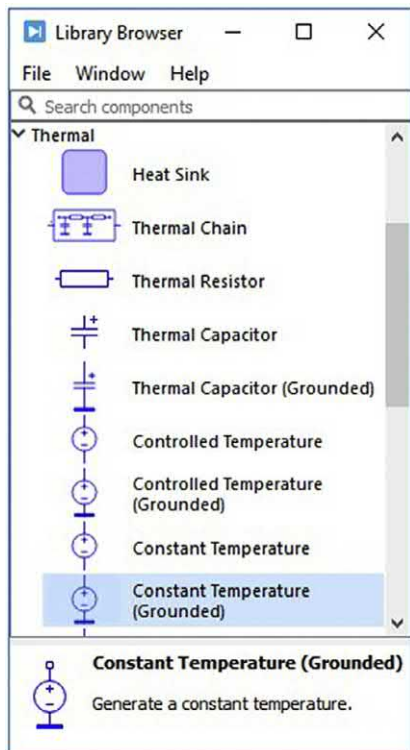 Library Browser
File Window Help
Search components
Thermal
Heat Sink
Thermal Chain
Thermal Resistor
Thermal Capacitor
Thermal Capacitor (Grounded)
Controlled Temperature
Controlled Temperature
(Grounded)
Constant Temperature
Constant Temperature
(Grounded)
Constant Temperature (Grounded)
Generate a constant temperature.